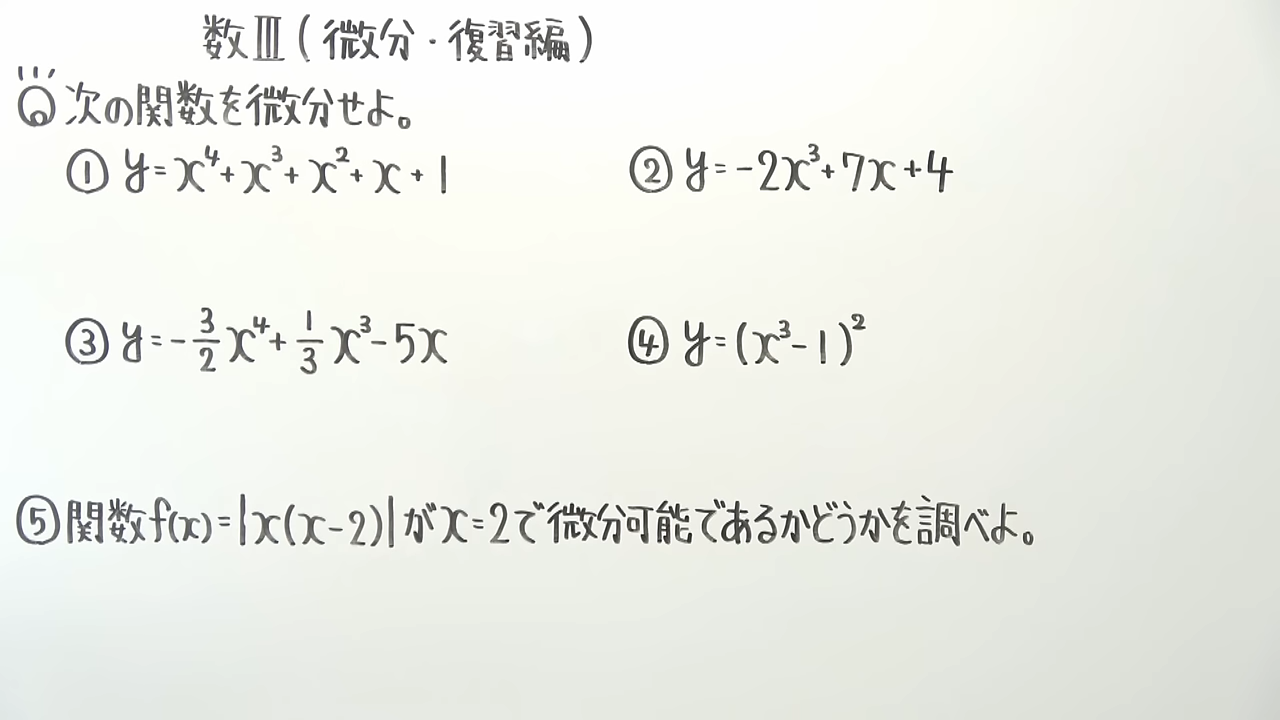 数Ⅲ(微分・復習編)
Q 次の関数を微分せよ。
① y=x⁴+x³+x²+x+1 ② y=-2x³+7x+4
③ y=-3/2x⁴+1/3x³-5x ④ y=(x³-1)²
⑤関数f(x)=|x(x-2)|がx=2で微分可能であるかどうかを調べよ。